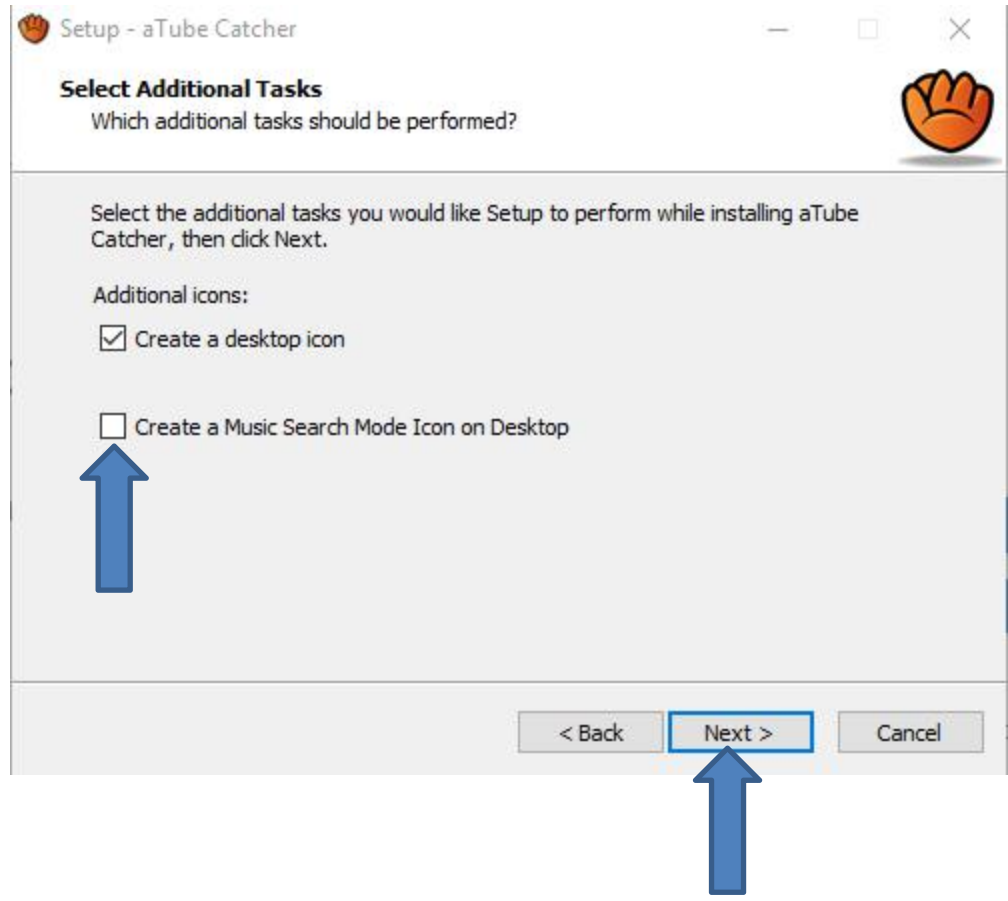 Setup - aTube Catcher
Select Additional Tasks
Which additional tasks should be performed?
Select the additional tasks you would like Setup to perform while installing aTube
Catcher, then click Next.
Additional icons:
Create a desktop icon
Create a Music Search Mode Icon on Desktop
< Back Next > Cancel